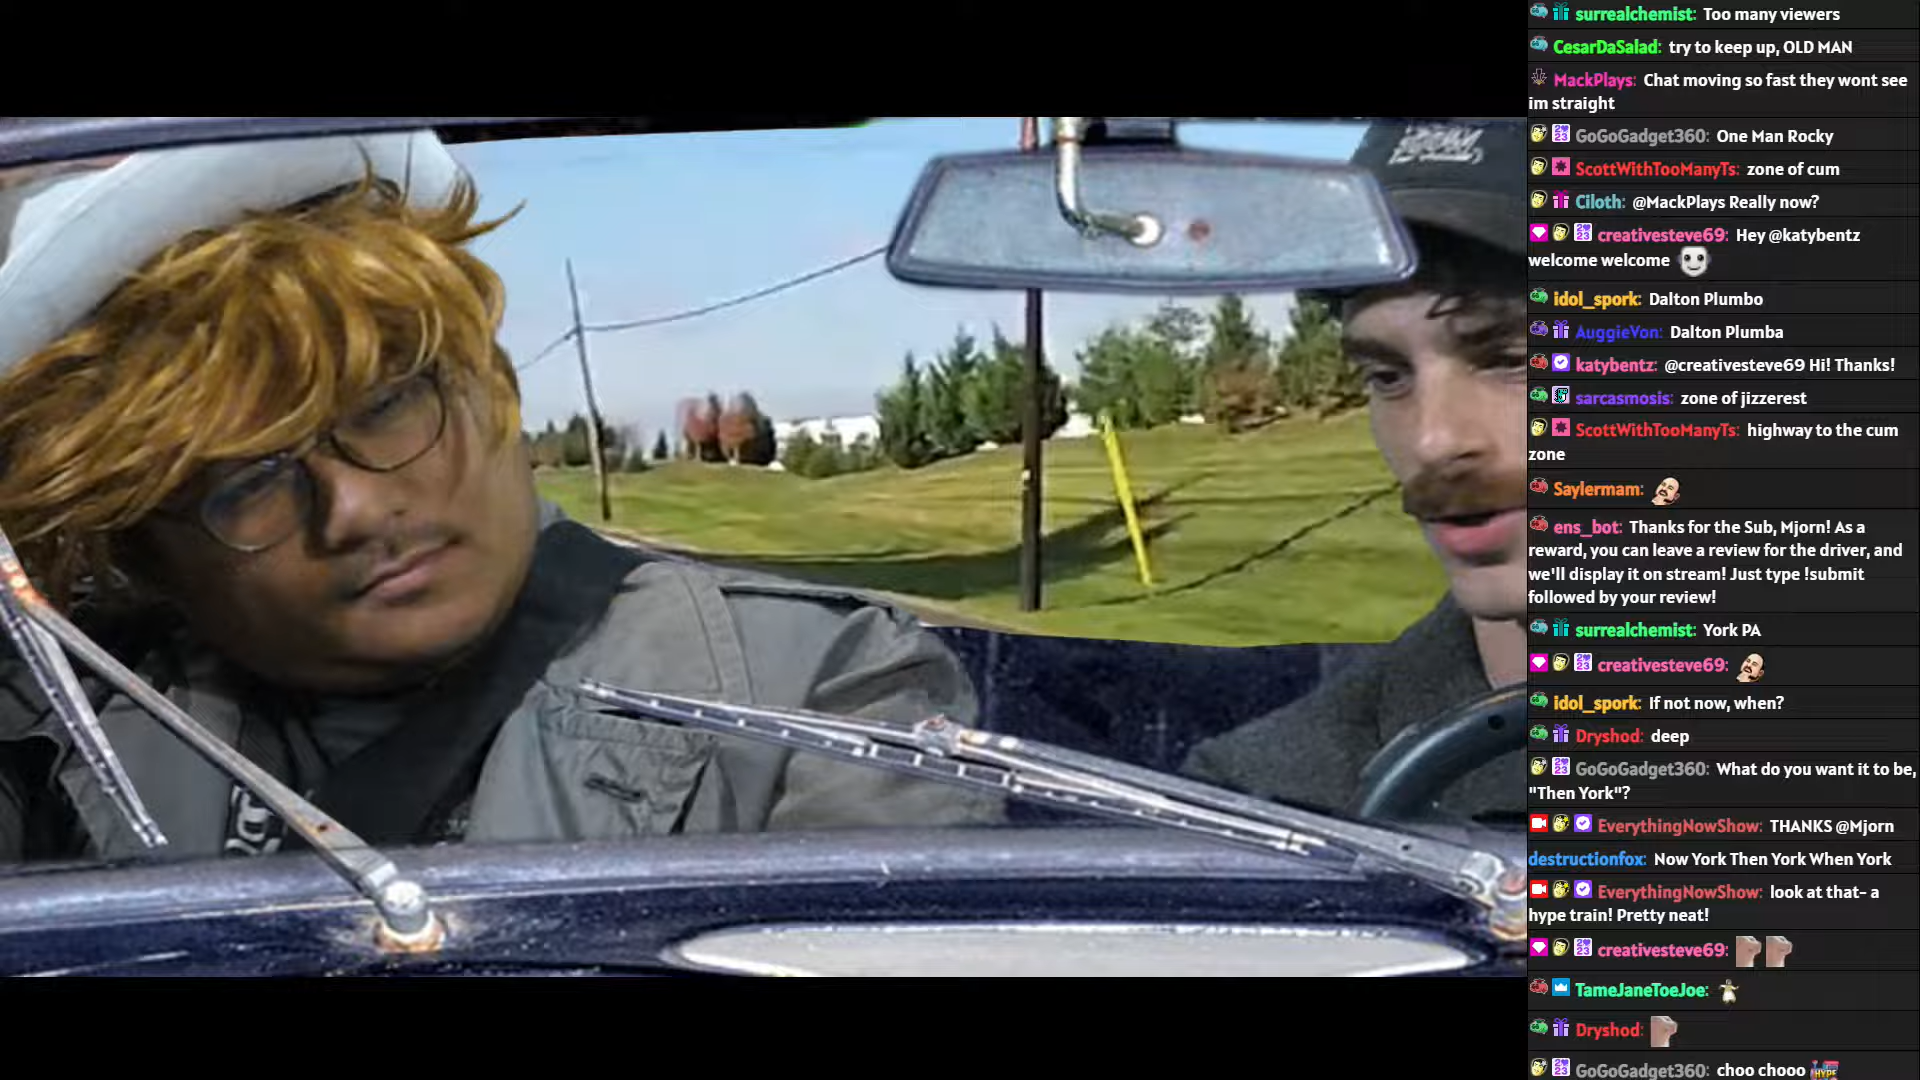 surrealchemist: Too many viewers
CesarDaSalad: try to keep up, OLD MAN
MackPlays: Chat moving so fast they wont see
im straight
GoGoGadget360: One Man Rocky
ScottWithTooManyTs: zone of cum
Ciloth: @MackPlays Really now?
creativesteve69: Hey @katybentz
welcome welcome
idol_spork: Dalton Plumbo
AuggieVon: Dalton Plumba
katybentz: @creativesteve69 Hi! Thanks!
sarcasmosis: zone of jizzerest
ScottWithTooManyTs: highway to the cum
zone
Saylermam:
ens_bot: Thanks for the Sub, Mjorn! As a
reward, you can leave a review for the driver, and
we'll display it on stream! Just type !submit
followed by your review!
surrealchemist: York PA
creativesteve69:
idol_spork: If not now, when?
Dryshod: deep
GoGoGadget360: What do you want it to be,
"Then York"?
EverythingNowShow: THANKS @Mjorn
destructionfox: Now York Then York When York
EverythingNowShow: look at that- a
hype train! Pretty neat!
creativesteve69:
TameJaneToeJoe:
Dryshod:
GoGoGadget360: choo chooo